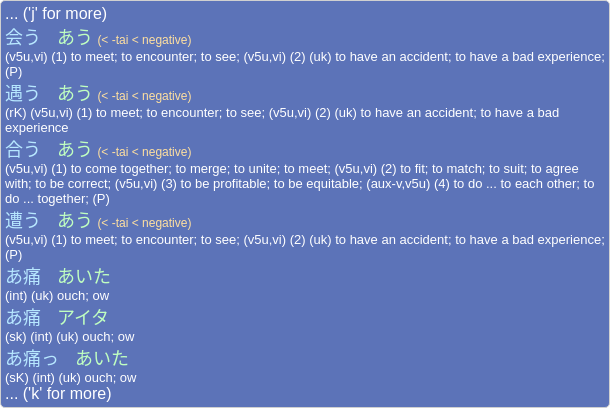 ... ('j' for more)
会う　あう (< -tai < negative)
(v5u,vi) (1) to meet; to encounter; to see; (v5u,vi) (2) (uk) to have an accident; to have a bad experience;
(P)
遇う　あう (< -tai < negative)
(rK) (v5u,vi) (1) to meet; to encounter; to see; (v5u,vi) (2) (uk) to have an accident; to have a bad
experience
合う　あう (< -tai < negative)
(v5u,vi) (1) to come together; to merge; to unite; to meet; (v5u,vi) (2) to fit; to match; to suit; to agree
with; to be correct; (v5u,vi) (3) to be profitable; to be equitable; (aux-v,v5u) (4) to do ... to each other; to
do ... together; (P)
遭う　あう (< -tai < negative)
(v5u,vi) (1) to meet; to encounter; to see; (v5u,vi) (2) (uk) to have an accident; to have a bad experience;
(P)
あ痛　あいた
(int) (uk) ouch; ow
あ痛　アイタ
(sk) (int) (uk) ouch; ow
あ痛っ　あいた
(sK) (int) (uk) ouch; ow
... ('k' for more)